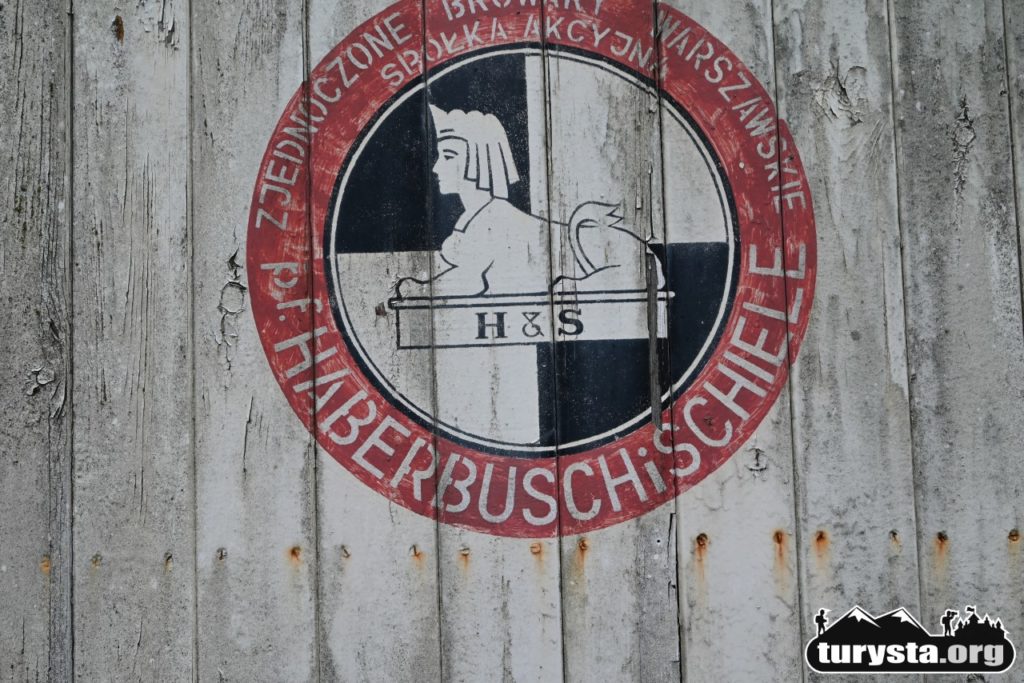 ZJEDNOCZONE BROWARY WARSZAWSKIE
SPÓŁKA AKCYJNA
H & S
p.f. HABERBUSCH i SCHIELE
turysta.org